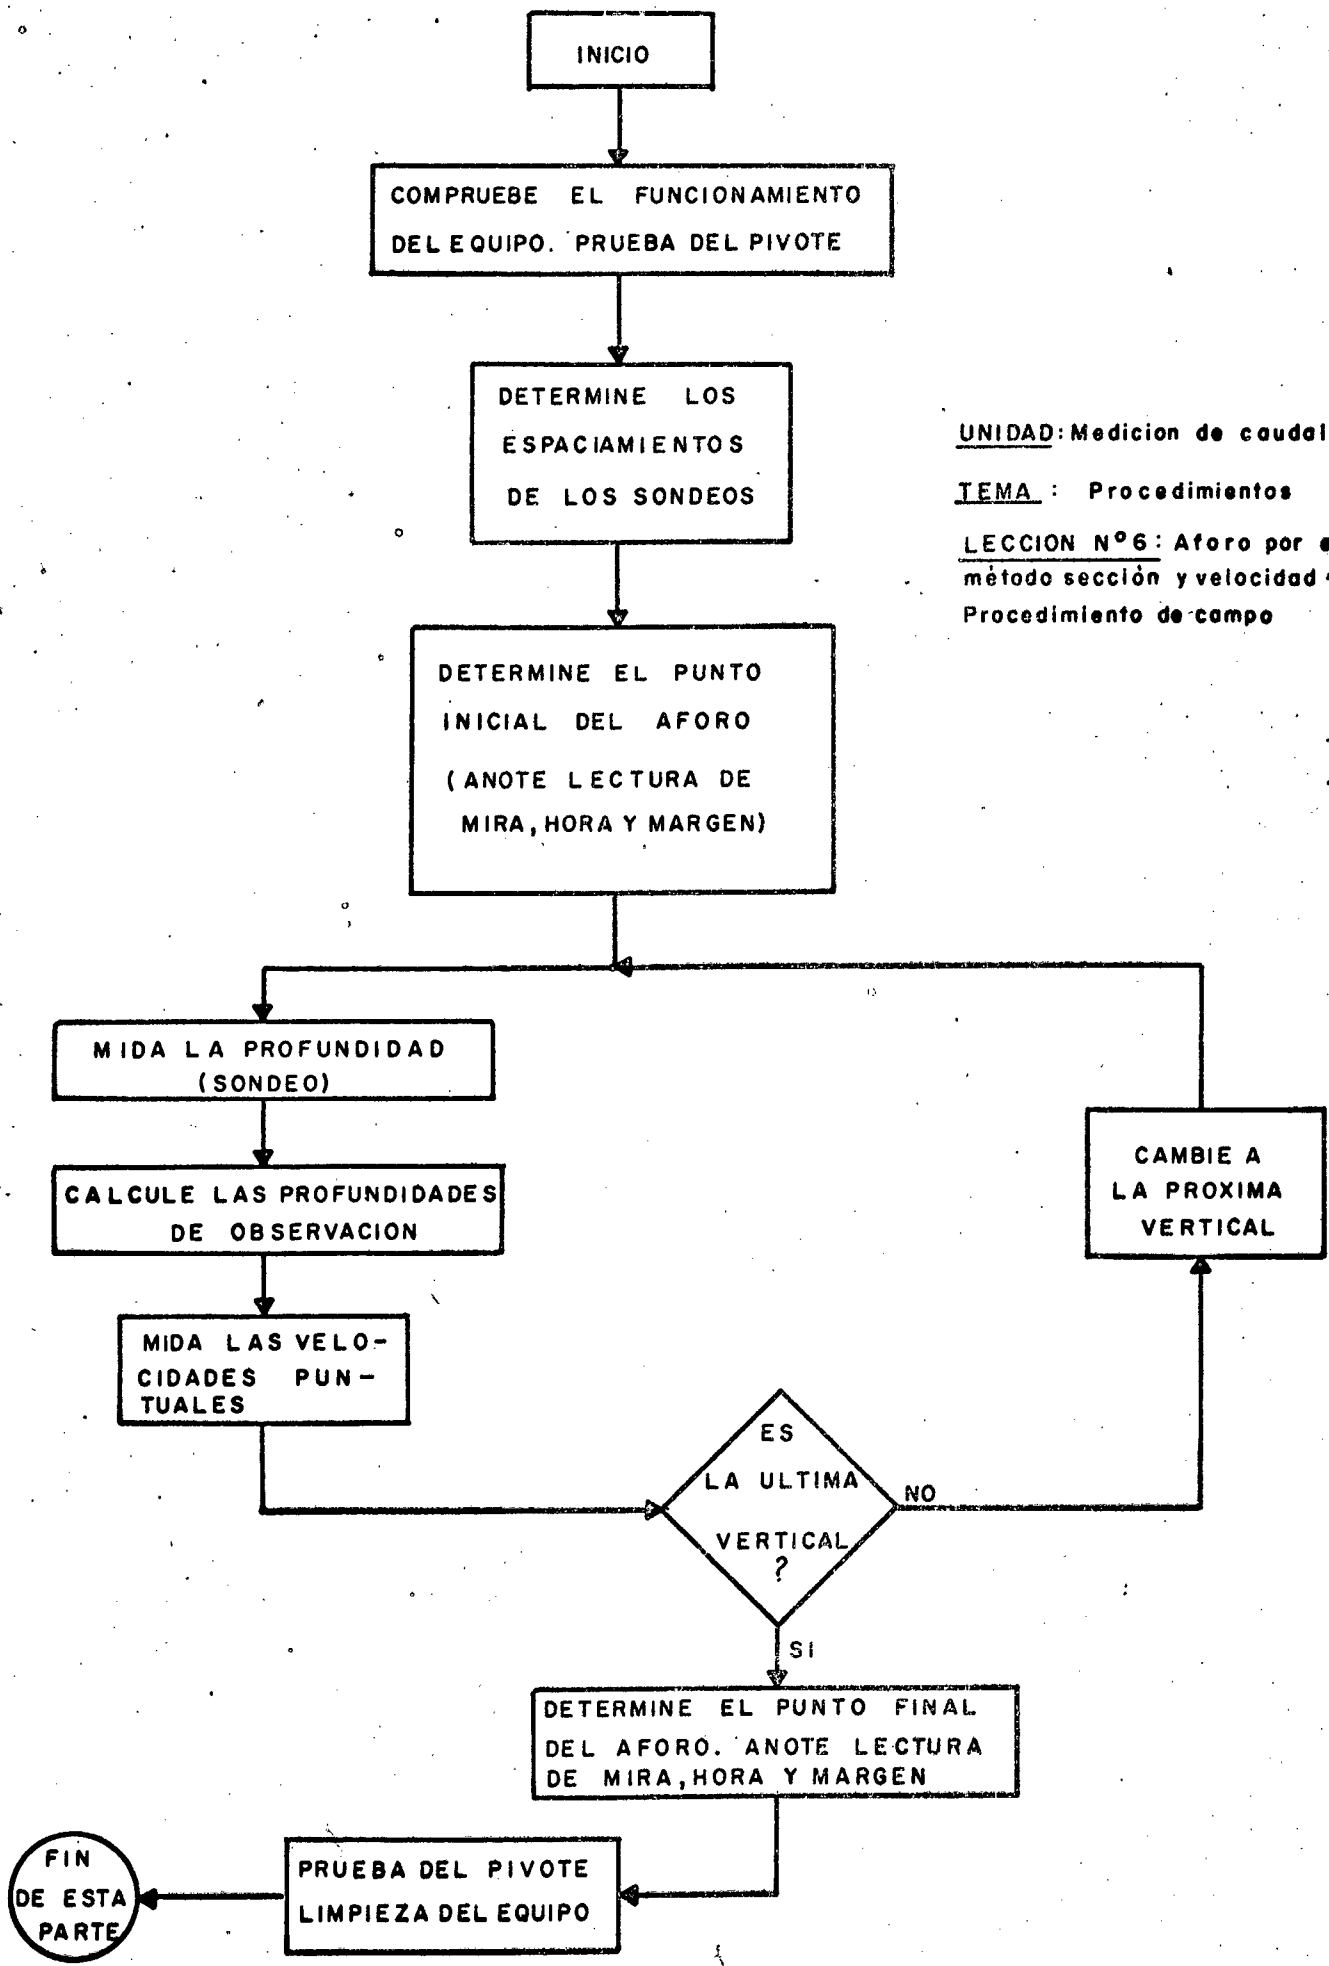 INICIO
COMPRUEBE EL FUNCIONAMIENTO
DEL EQUIPO. PRUEBA DEL PIVOTE
DETERMINE LOS
ESPACIAMIENTOS
DE LOS SONDEOS
UNIDAD: Medicion de caudal
TEMA : Procedimientos
LECCION Nº6: Aforo por
método sección y velocidad
Procedimiento de campo
DETERMINE EL PUNTO
INICIAL DEL AFORO
(ANOTE LECTURA DE
MIRA, HORA Y MARGEN)
MIDA LA PROFUNDIDAD
(SONDEO)
CALCULE LAS PROFUNDIDADES
DE OBSERVACION
MIDA LAS VELO-
CIDADES PUN-
TUALES
CAMBIE A
LA PROXIMA
VERTICAL
ES
LA ULTIMA
VERTICAL
?
NO
SI
DETERMINE EL PUNTO FINAL
DEL AFORO. ANOTE LECTURA
DE MIRA, HORA Y MARGEN
PRUEBA DEL PIVOTE
LIMPIEZA DEL EQUIPO
FIN
DE ESTA
PARTE